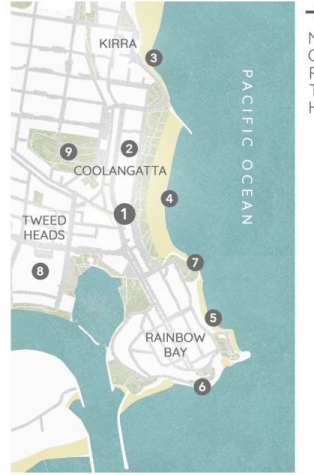 KIRRA
3
2
9
COOLANGATTA
4
1
TWEED
HEADS
8
7
5
RAINBOW
BAY
6
PACIFIC OCEAN
N
C
F
T
H